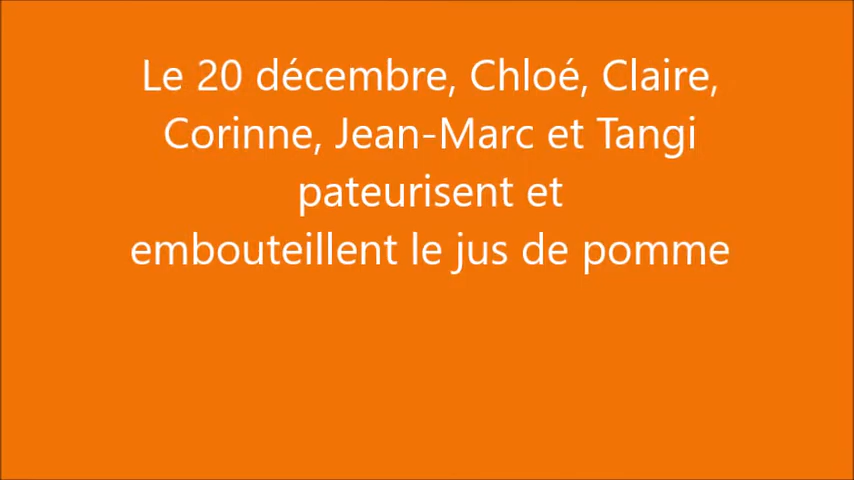 Le 20 décembre, Chloé, Claire,
Corinne, Jean-Marc et Tangi
pateurisent et
embouteillent le jus de pomme